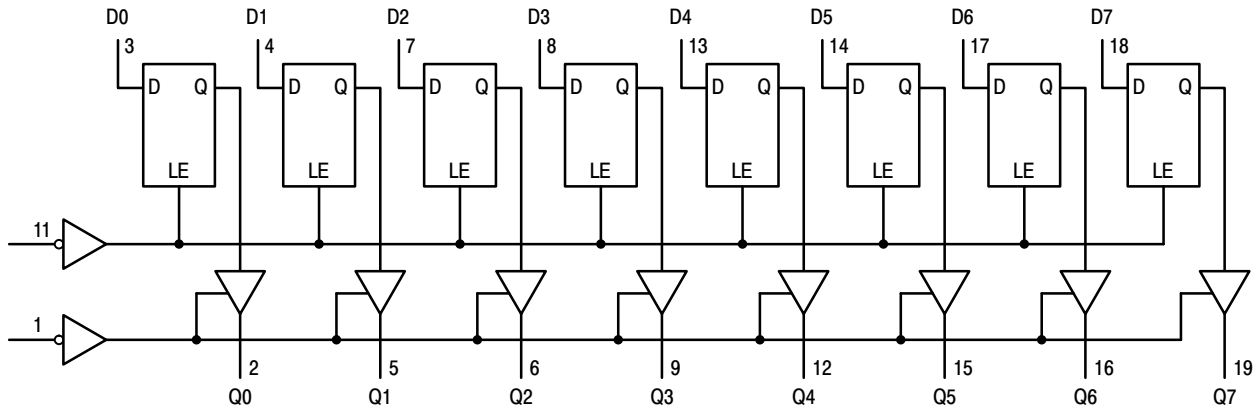 D0 D1 D2 D3 D4 D5 D6 D7
3 4 7 8 13 14 17 18
D Q D Q D Q D Q D Q D Q D Q D Q
LE LE LE LE LE LE LE LE
11
1
2 5 6 9 12 15 16 19
Q0 Q1 Q2 Q3 Q4 Q5 Q6 Q7